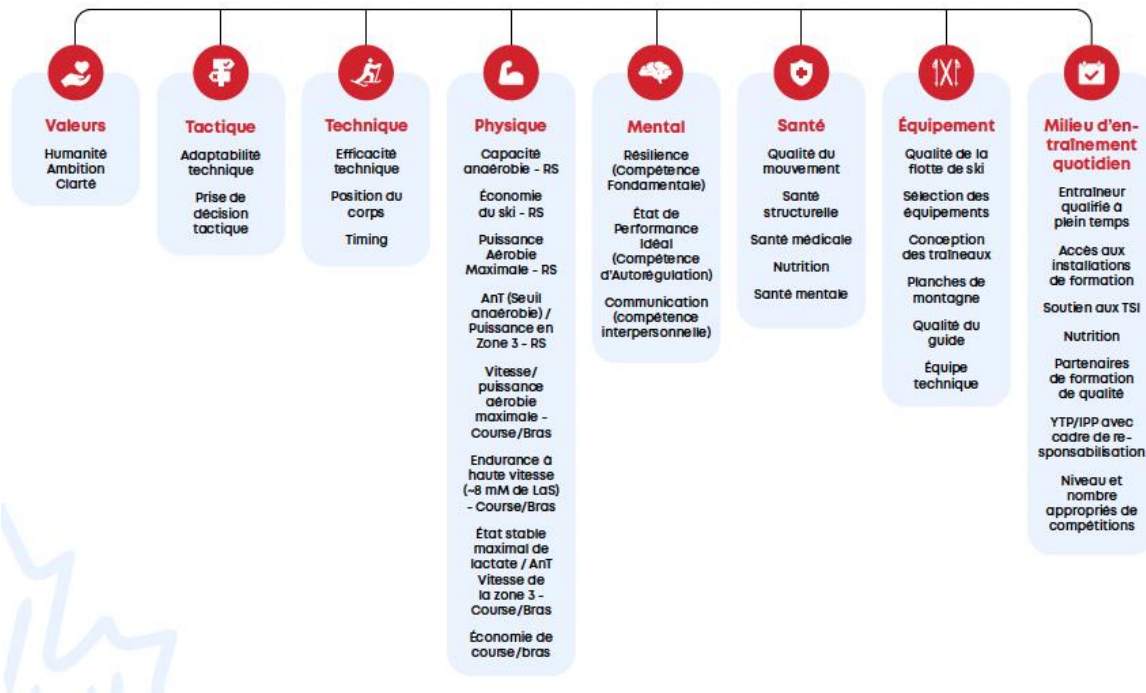 Valeurs
Humanité
Ambition
Clarté
Tactique
Adaptabilité
technique
Prise de
décision
tactique
Technique
Efficacité
technique
Position du
corps
Timing
Physique
Capacité
anaérobie - RS
Économie
du ski - RS
Puissance
Aérobie
Maximale - RS
AnT (Seuil
anaérobie) /
Puissance en
Zone 3 - RS
Vitesse/
puissance
aérobie
maximale -
Course/Bras
Endurance à
haute vitesse
(~8 mM de LaS)
- Course/Bras
État stable
maximal de
lactate / AnT
Vitesse de
la zone 3 -
Course/Bras
Économie de
course/bras
Mental
Résilience
(Compétence
Fondamentale)
État de
Performance
Idéal
(Compétence
d'Autorégulation)
Communication
(compétence
interpersonnelle)
Santé
Qualité du
mouvement
Santé
structurelle
Santé médicale
Nutrition
Santé mentale
Équipement
Qualité de la
flotte de ski
Sélection des
équipements
Conception
des traîneaux
Planches de
montagne
Qualité du
guide
Équipe
technique
Milieu d'en-
traînement
quotidien
Entraîneur
qualifié à
plein temps
Accès aux
installations
de formation
Soutien aux TSI
Nutrition
Partenaires
de formation
de qualité
YTP/IPP avec
cadre de re-
sponsabilisation
Niveau et
nombre
appropriés de
compétitions